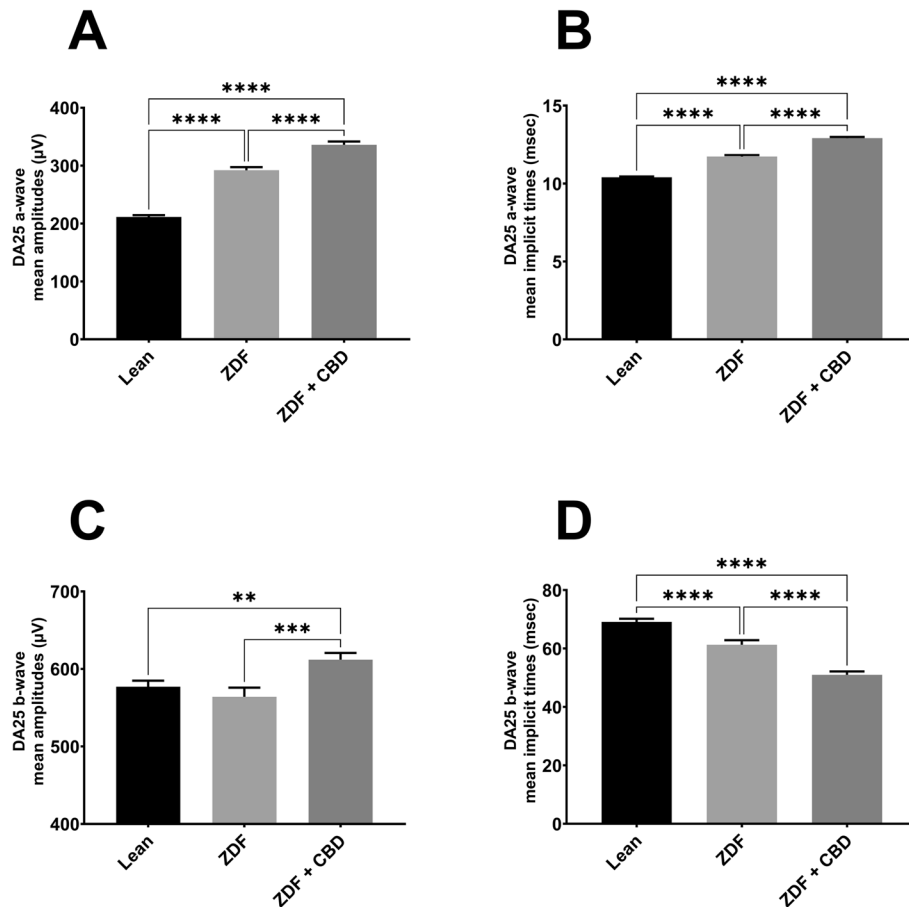 A
DA25 a-wave
mean amplitudes (µV)
400
300
200
100
0
****
****
****
Lean
ZDF
ZDF + CBD
B
DA25 a-wave
mean implicit times (msec)
15
10
5
0
****
****
****
Lean
ZDF
ZDF + CBD
C
DA25 b-wave
mean amplitudes (µV)
700
600
500
400
**
***
Lean
ZDF
ZDF + CBD
D
DA25 b-wave
mean implicit times (msec)
80
60
40
20
0
****
****
****
Lean
ZDF
ZDF + CBD